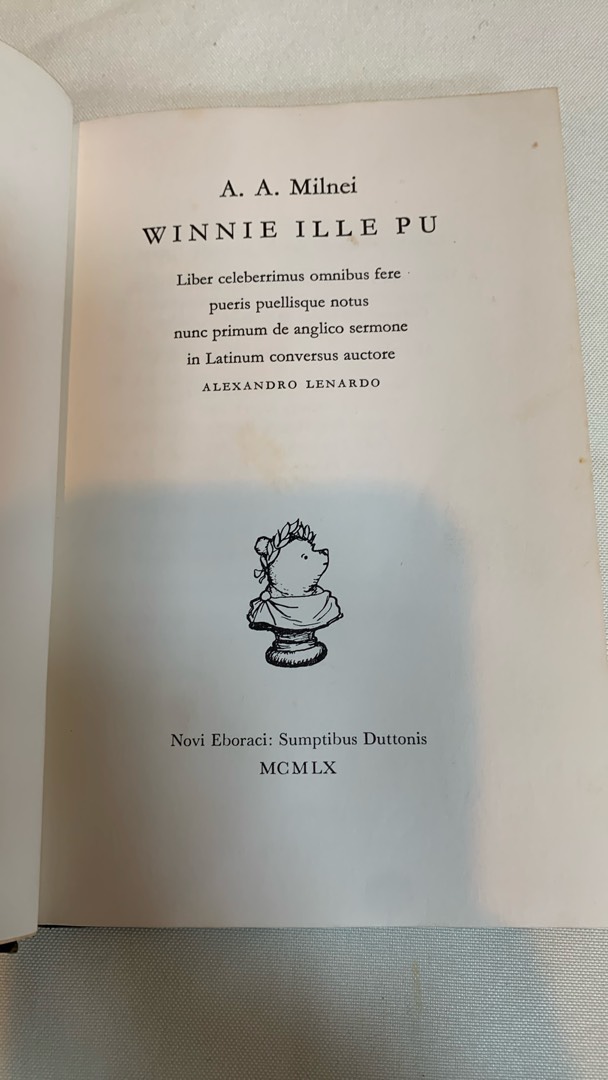 A. A. Milnei
WINNIE ILLE PU
Liber celeberrimus omnibus fere
pueris puellisque notus
nunc primum de anglico sermone
in Latinum conversus auctore
ALEXANDRO LENARDO
Novi Eboraci: Sumptibus Duttonis
MCMLX